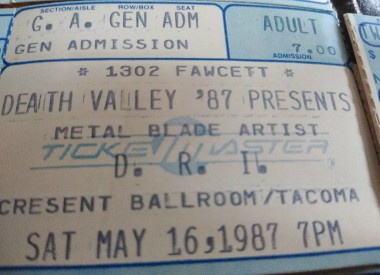 SECTION/AISLE ROW/BOX SEAT
G. A. GEN ADM ADULT
GEN ADMISSION 7.00
ADMISSION
* 1302 FAWCETT *
DEATH VALLEY '87 PRESENTS
METAL BLADE ARTIST
TICKETMASTER
D. R. I.
CRESENT BALLROOM/TACOMA
SAT MAY 16,1987 7PM